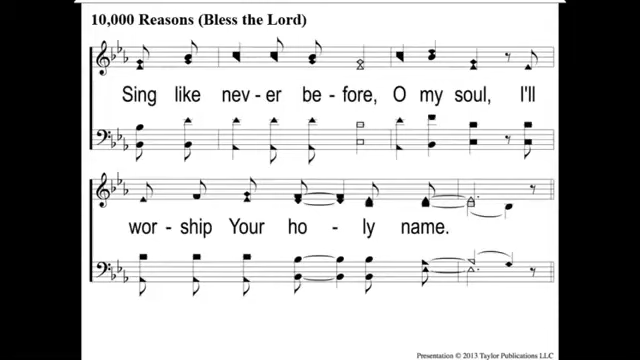 10,000 Reasons (Bless the Lord)
Sing like nev - er be - fore, O my soul, I'll
wor - ship Your ho - ly name.
Presentation © 2013 Taylor Publications LLC